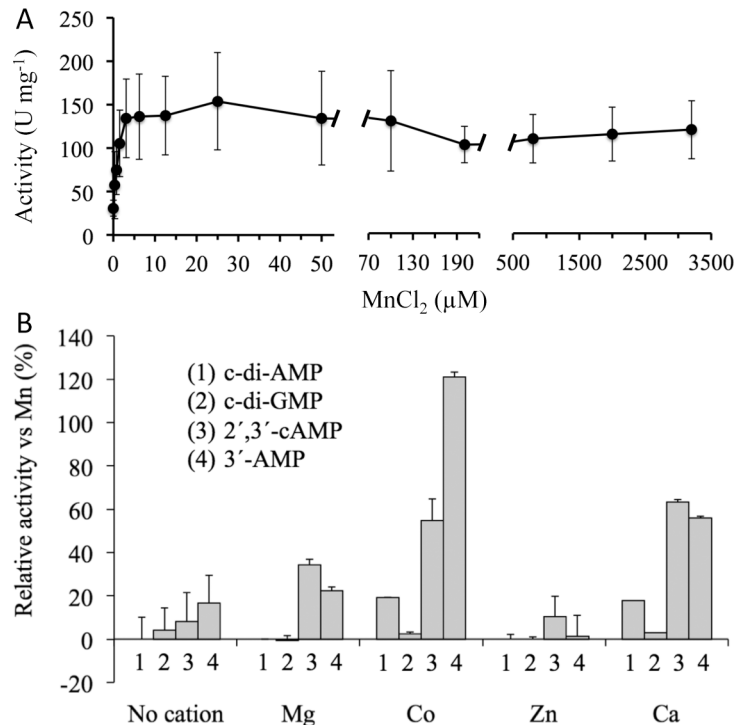 A
Activity (U mg-1)
250
200
150
100
50
0
0 10 20 30 40 50 70 130 190 500 1500 2500 3500
MnCl2 (µM)
B
Relative activity vs Mn (%)
140
120
100
80
60
40
20
0
-20
(1) c-di-AMP
(2) c-di-GMP
(3) 2´,3´-cAMP
(4) 3´-AMP
1 2 3 4 1 2 3 4 1 2 3 4 1 2 3 4 1 2 3 4
No cation Mg Co Zn Ca